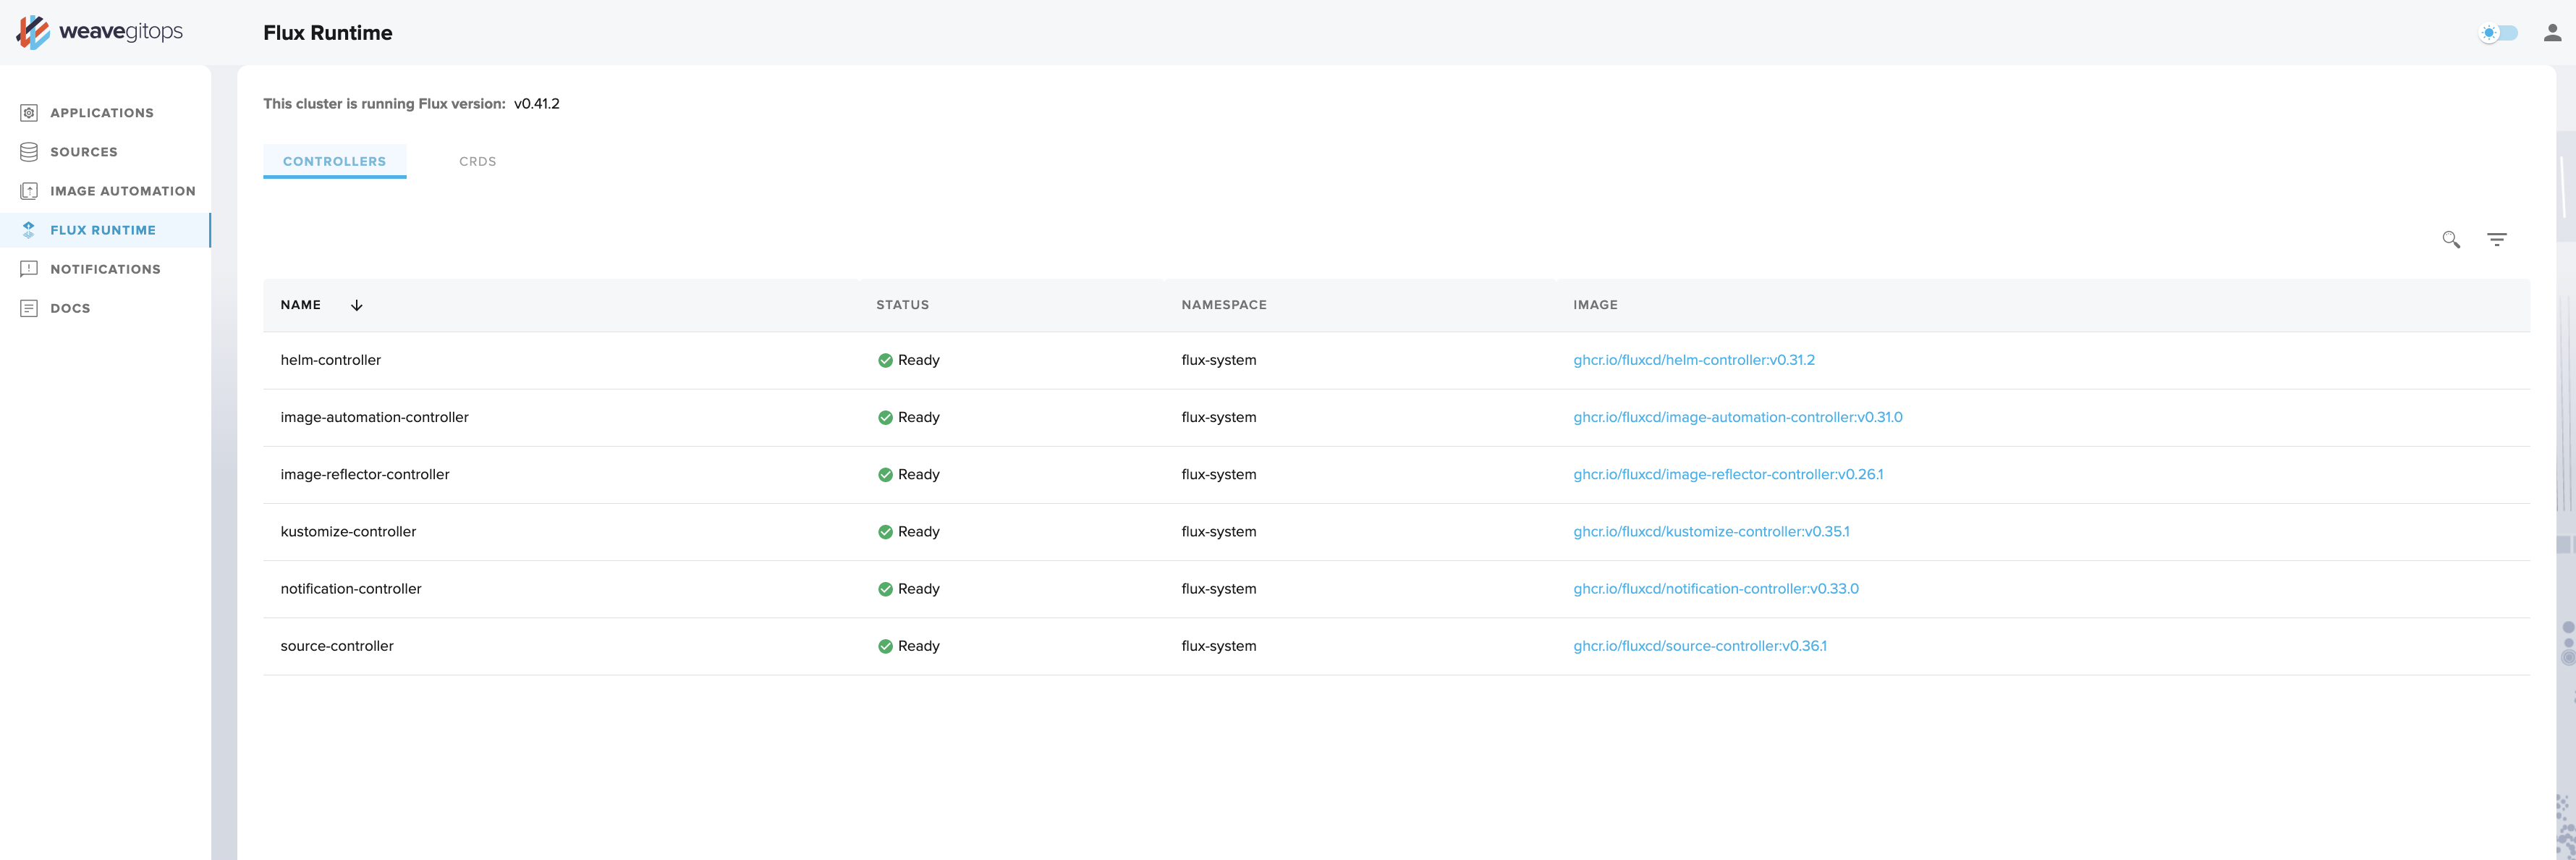 weavegitops
Flux Runtime
APPLICATIONS
SOURCES
IMAGE AUTOMATION
FLUX RUNTIME
NOTIFICATIONS
DOCS
This cluster is running Flux version: v0.41.2
CONTROLLERS CRDS
NAME STATUS NAMESPACE IMAGE
helm-controller Ready flux-system ghcr.io/fluxcd/helm-controller:v0.31.2
image-automation-controller Ready flux-system ghcr.io/fluxcd/image-automation-controller:v0.31.0
image-reflector-controller Ready flux-system ghcr.io/fluxcd/image-reflector-controller:v0.26.1
kustomize-controller Ready flux-system ghcr.io/fluxcd/kustomize-controller:v0.35.1
notification-controller Ready flux-system ghcr.io/fluxcd/notification-controller:v0.33.0
source-controller Ready flux-system ghcr.io/fluxcd/source-controller:v0.36.1